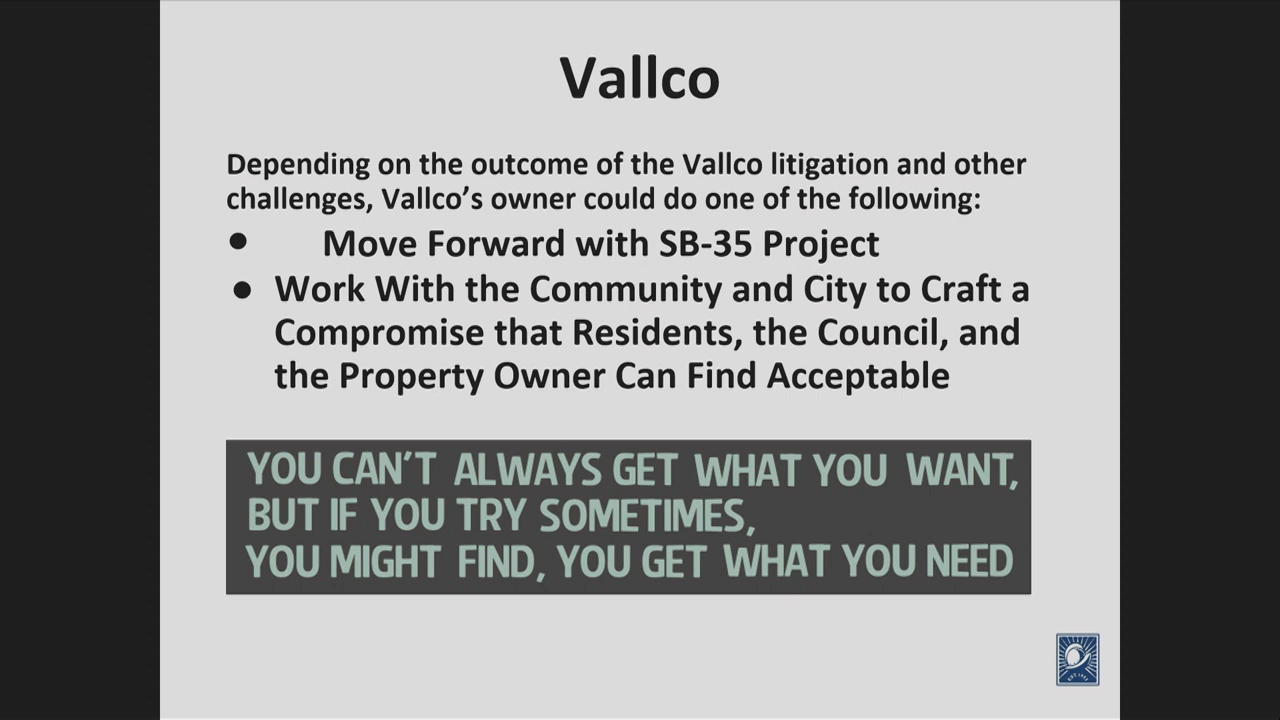 Vallco
Depending on the outcome of the Vallco litigation and other
challenges, Vallco’s owner could do one of the following:
● Move Forward with SB-35 Project
● Work With the Community and City to Craft a
Compromise that Residents, the Council, and
the Property Owner Can Find Acceptable
YOU CAN'T ALWAYS GET WHAT YOU WANT,
BUT IF YOU TRY SOMETIMES,
YOU MIGHT FIND, YOU GET WHAT YOU NEED